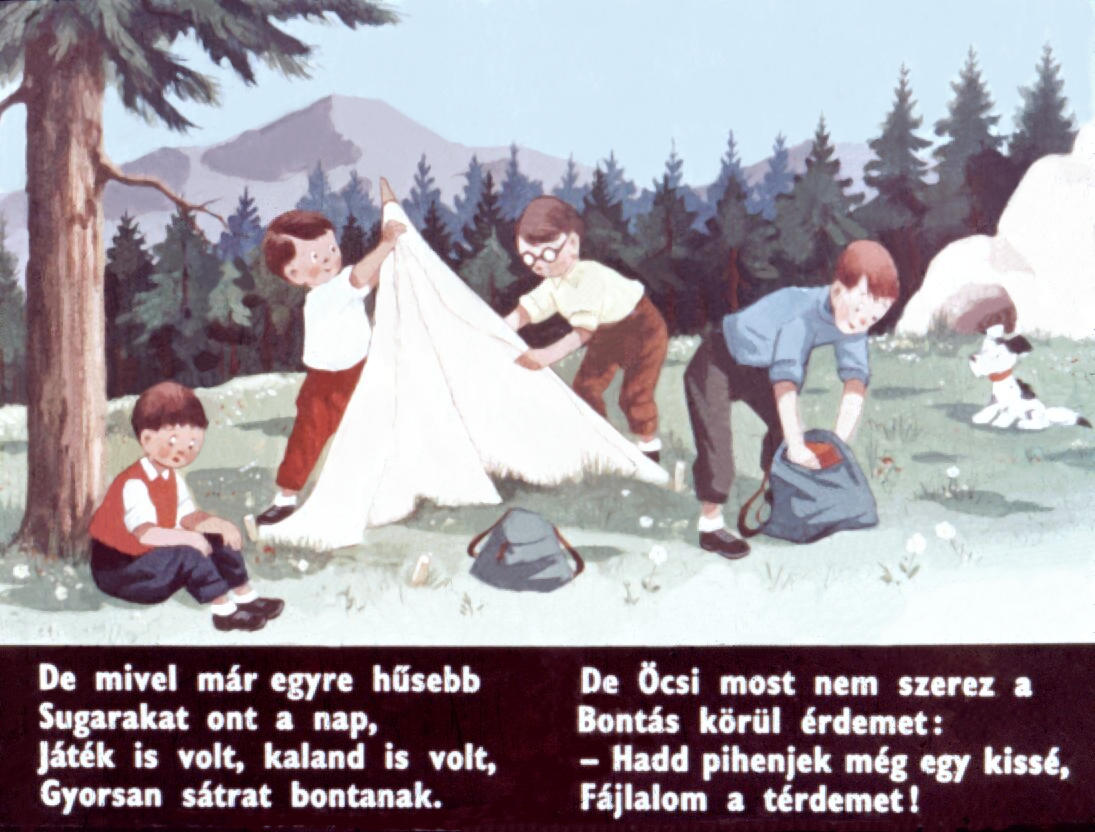 De mivel már egyre hűsebb
Sugarakat ont a nap,
Játék is volt, kaland is volt,
Gyorsan sátrat bontanak.
De Öcsi most nem szerez a
Bontás körül érdemet:
– Hadd pihenjek még egy kissé,
Fájlalom a térdemet!